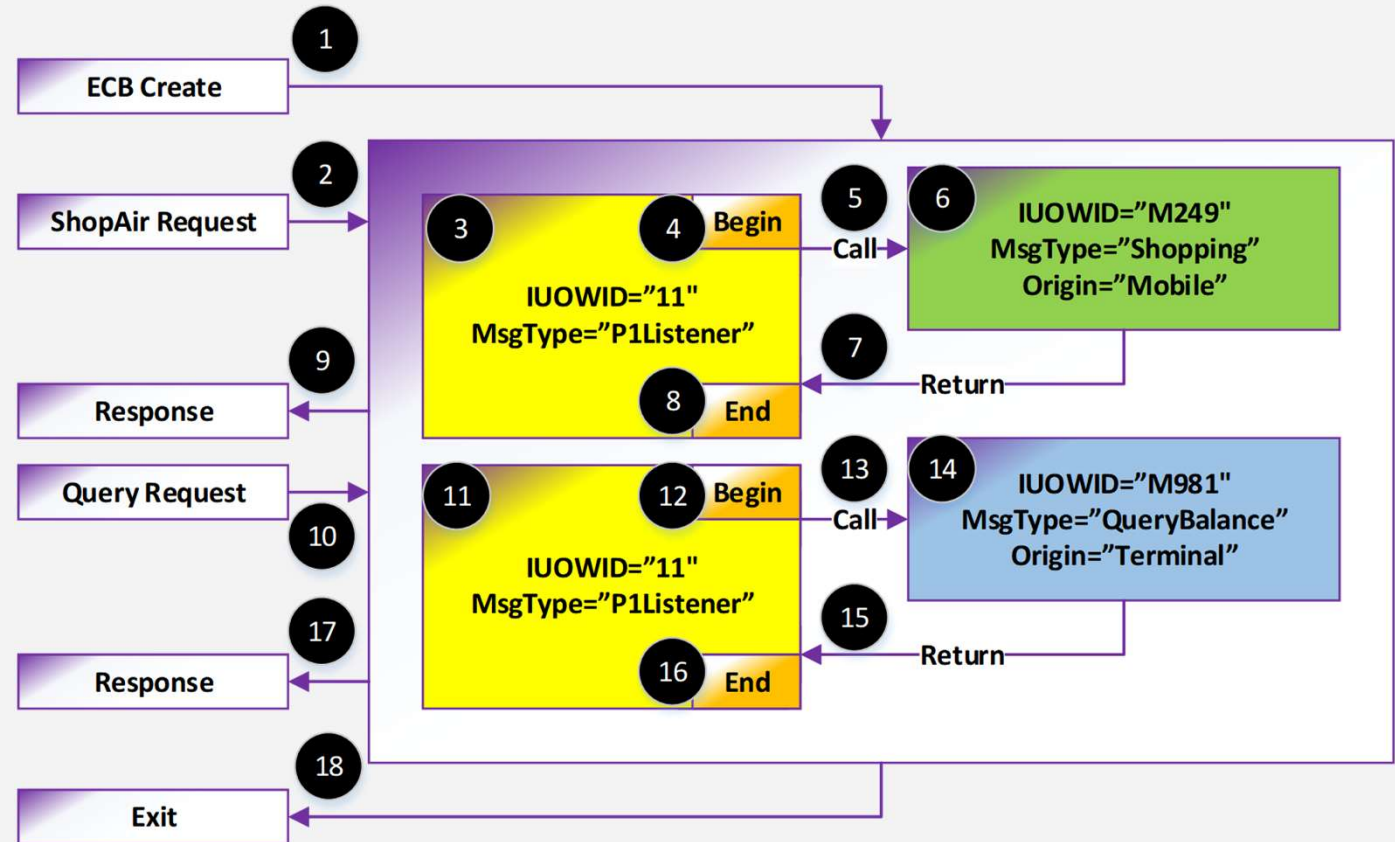 1
ECB Create
2
ShopAir Request
3
4
Begin
5
Call
6
IUOWID=”M249"
MsgType=”Shopping”
Origin=”Mobile”
IUOWID=”11"
MsgType=”P1Listener”
7
Return
8
End
9
Response
Query Request
10
11
12
Begin
13
Call
14
IUOWID=”M981"
MsgType=”QueryBalance”
Origin=”Terminal”
IUOWID=”11"
MsgType=”P1Listener”
15
Return
16
End
17
Response
18
Exit